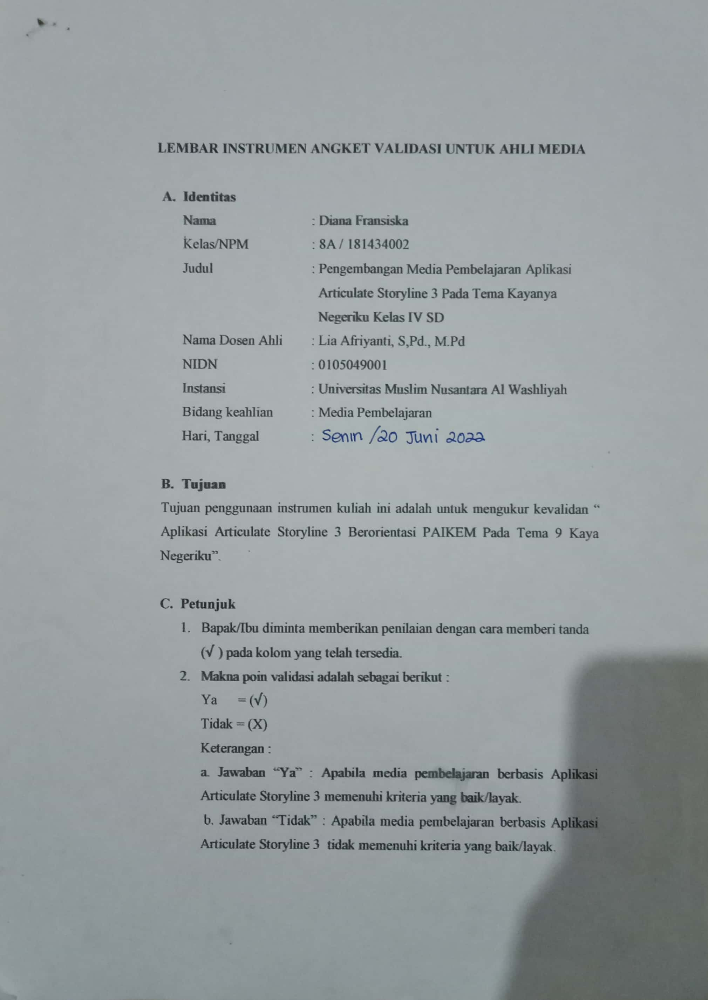 LEMBAR INSTRUMEN ANGKET VALIDASI UNTUK AHLI MEDIA
A. Identitas
Nama : Diana Fransiska
Kelas/NPM : 8A / 181434002
Judul : Pengembangan Media Pembelajaran Aplikasi
Articulate Storyline 3 Pada Tema Kayanya
Negeriku Kelas IV SD
Nama Dosen Ahli : Lia Afriyanti, S,Pd., M.Pd
NIDN : 0105049001
Instansi : Universitas Muslim Nusantara Al Washliyah
Bidang keahlian : Media Pembelajaran
Hari, Tanggal : Senin /20 Juni 2022
B. Tujuan
Tujuan penggunaan instrumen kuliah ini adalah untuk mengukur kevalidan “
Aplikasi Articulate Storyline 3 Berorientasi PAIKEM Pada Tema 9 Kaya
Negeriku”.
C. Petunjuk
1. Bapak/Ibu diminta memberikan penilaian dengan cara memberi tanda
(√ ) pada kolom yang telah tersedia.
2. Makna poin validasi adalah sebagai berikut :
Ya = (√)
Tidak = (X)
Keterangan :
a. Jawaban “Ya” : Apabila media pembelajaran berbasis Aplikasi
Articulate Storyline 3 memenuhi kriteria yang baik/layak.
b. Jawaban “Tidak” : Apabila media pembelajaran berbasis Aplikasi
Articulate Storyline 3 tidak memenuhi kriteria yang baik/layak.